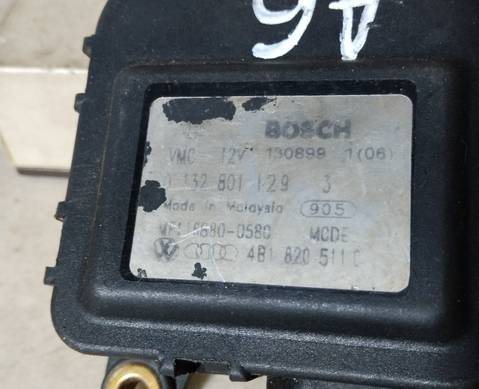 A6
BOSCH
VMC 12V 130899 1(06)
132 801 129 3
Made in Malaysia 905
0580 MODE
4B1 820 511 C